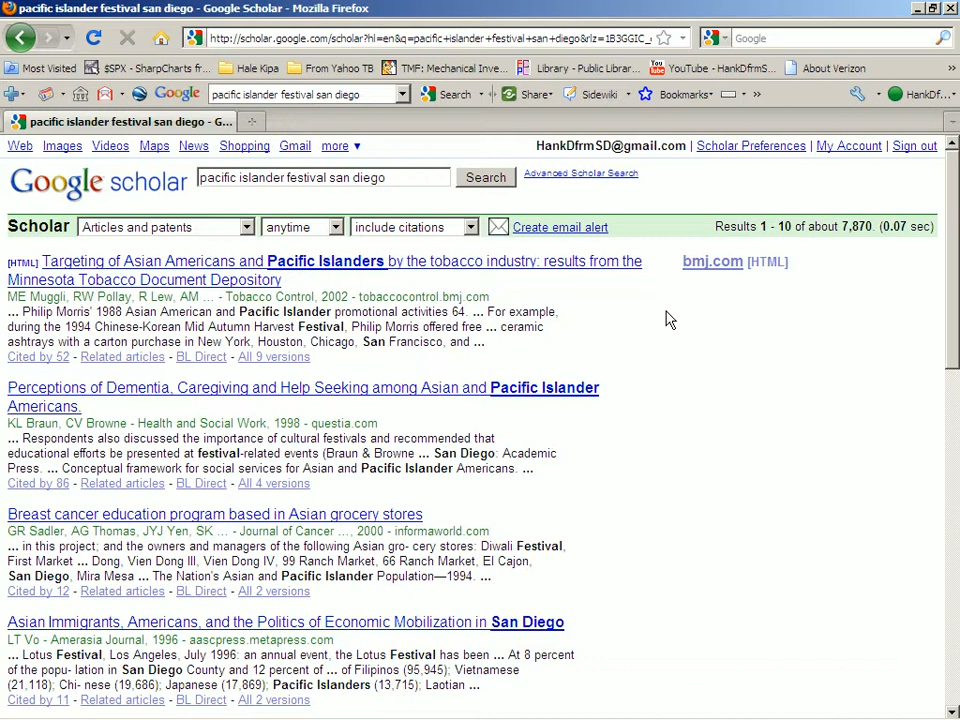 pacific islander festival san diego - Google Scholar - Mozilla Firefox
http://scholar.google.com/scholar?hl=en&q=pacific+islander+festival+san+diego&rlz=1B3GGIC_
Google
Most Visited $SPX - SharpCharts fr... Hale Kipa From Yahoo TB TMF: Mechanical Inve... Library - Public Librar... YouTube - HankDfrmS... About Verizon »
Google pacific islander festival san diego Search Share Sidewiki Bookmarks » HankDf...
pacific islander festival san diego - G...
Web Images Videos Maps News Shopping Gmail more ▼ HankDfrmSD@gmail.com | Scholar Preferences | My Account | Sign out
Google scholar pacific islander festival san diego Search Advanced Scholar Search
Scholar Articles and patents anytime include citations Create email alert Results 1 - 10 of about 7,870. (0.07 sec)
[HTML] Targeting of Asian Americans and Pacific Islanders by the tobacco industry: results from the bmj.com [HTML]
Minnesota Tobacco Document Depository
ME Muggli, RW Pollay, R Lew, AM ... - Tobacco Control, 2002 - tobaccocontrol.bmj.com
... Philip Morris' 1988 Asian American and Pacific Islander promotional activities 64. ... For example,
during the 1994 Chinese-Korean Mid Autumn Harvest Festival, Philip Morris offered free ... ceramic
ashtrays with a carton purchase in New York, Houston, Chicago, San Francisco, and ...
Cited by 52 - Related articles - BL Direct - All 9 versions
Perceptions of Dementia, Caregiving and Help Seeking among Asian and Pacific Islander
Americans.
KL Braun, CV Browne - Health and Social Work, 1998 - questia.com
... Respondents also discussed the importance of cultural festivals and recommended that
educational efforts be presented at festival-related events (Braun & Browne ... San Diego: Academic
Press. ... Conceptual framework for social services for Asian and Pacific Islander Americans. ...
Cited by 86 - Related articles - BL Direct - All 4 versions
Breast cancer education program based in Asian grocery stores
GR Sadler, AG Thomas, JYJ Yen, SK ... - Journal of Cancer ..., 2000 - informaworld.com
... in this project; and the owners and managers of the following Asian gro- cery stores: Diwali Festival,
First Market ... Dong, Vien Dong III, Vien Dong IV, 99 Ranch Market, 66 Ranch Market, El Cajon,
San Diego, Mira Mesa ... The Nation's Asian and Pacific Islander Population—1994. ...
Cited by 12 - Related articles - BL Direct - All 2 versions
Asian Immigrants, Americans, and the Politics of Economic Mobilization in San Diego
LT Vo - Amerasia Journal, 1996 - aascpress.metapress.com
... Lotus Festival, Los Angeles, July 1996: an annual event, the Lotus Festival has been ... At 8 percent
of the popu- lation in San Diego County and 12 percent of ... of Filipinos (95,945); Vietnamese
(21,118); Chi- nese (19,686); Japanese (17,869); Pacific Islanders (13,715); Laotian ...
Cited by 11 - Related articles - BL Direct - All 2 versions